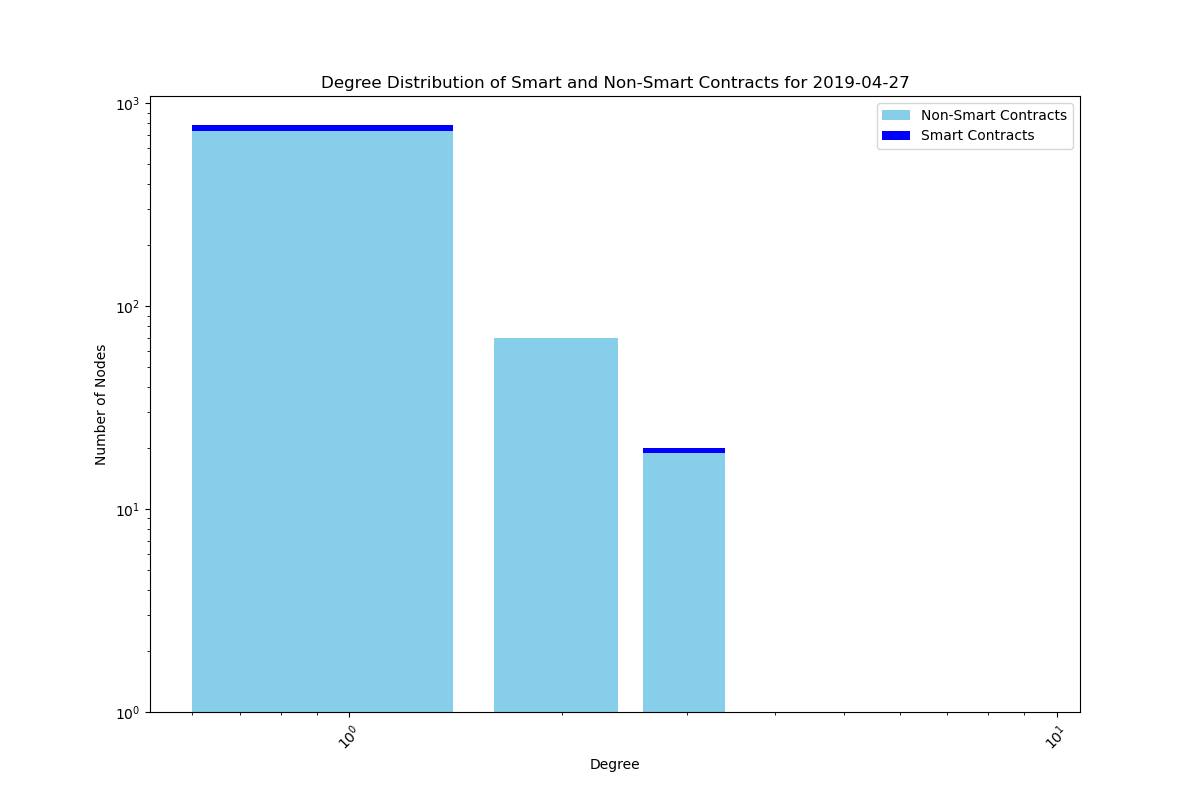 Degree Distribution of Smart and Non-Smart Contracts for 2019-04-27
Non-Smart Contracts
Smart Contracts
Number of Nodes
10³
10²
10¹
10⁰
10⁰
10¹
Degree